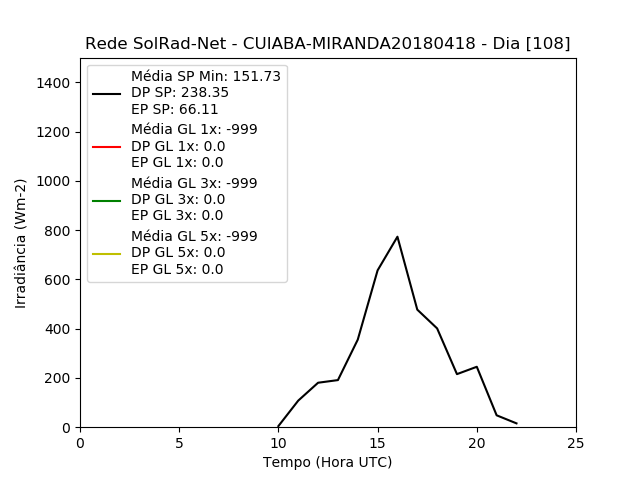 Rede SolRad-Net - CUIABA-MIRANDA20180418 - Dia [108]
Média SP Min: 151.73
DP SP: 238.35
EP SP: 66.11
Média GL 1x: -999
DP GL 1x: 0.0
EP GL 1x: 0.0
Média GL 3x: -999
DP GL 3x: 0.0
EP GL 3x: 0.0
Média GL 5x: -999
DP GL 5x: 0.0
EP GL 5x: 0.0
Irradiância (Wm-2)
1400
1200
1000
800
600
400
200
0
0 5 10 15 20 25
Tempo (Hora UTC)